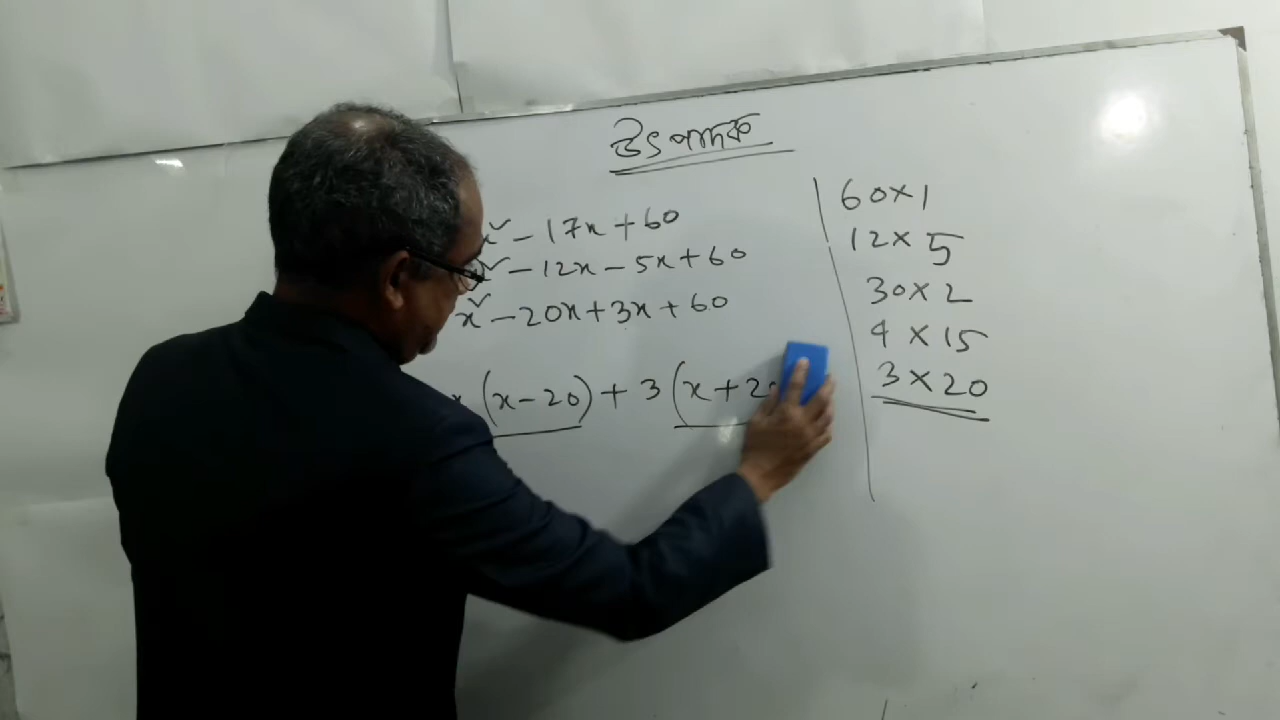 উৎপাদক
x² - 17x + 60
x² - 12x - 5x + 60
x² - 20x + 3x + 60
x (x - 20) + 3 (x + 20
60 × 1
12 × 5
30 × 2
4 × 15
3 × 20